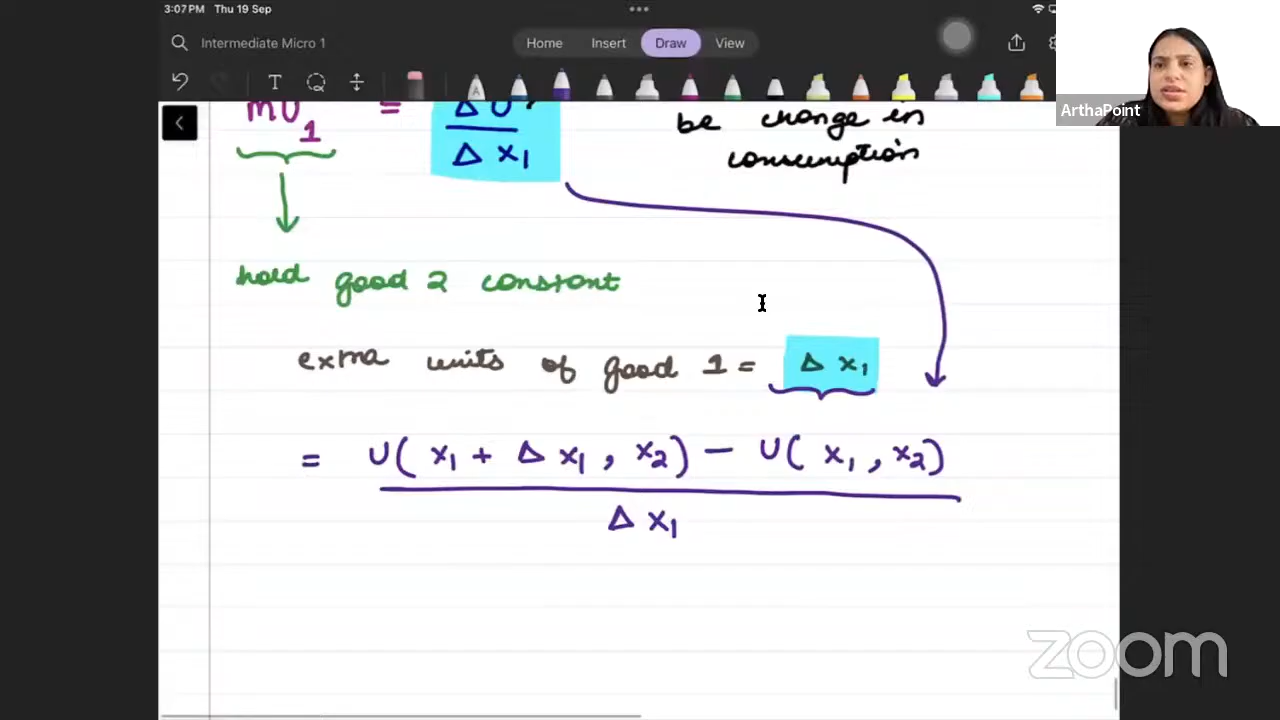 3:07 PM Thu 19 Sep
Intermediate Micro 1
Home Insert Draw View
ArthaPoint
MU₁ = ΔU / Δx₁
be change in
consumption
hold good 2 constant
extra units of good 1 = Δx₁
= U(x₁ + Δx₁, x₂) − U(x₁, x₂)
Δx₁
zoom